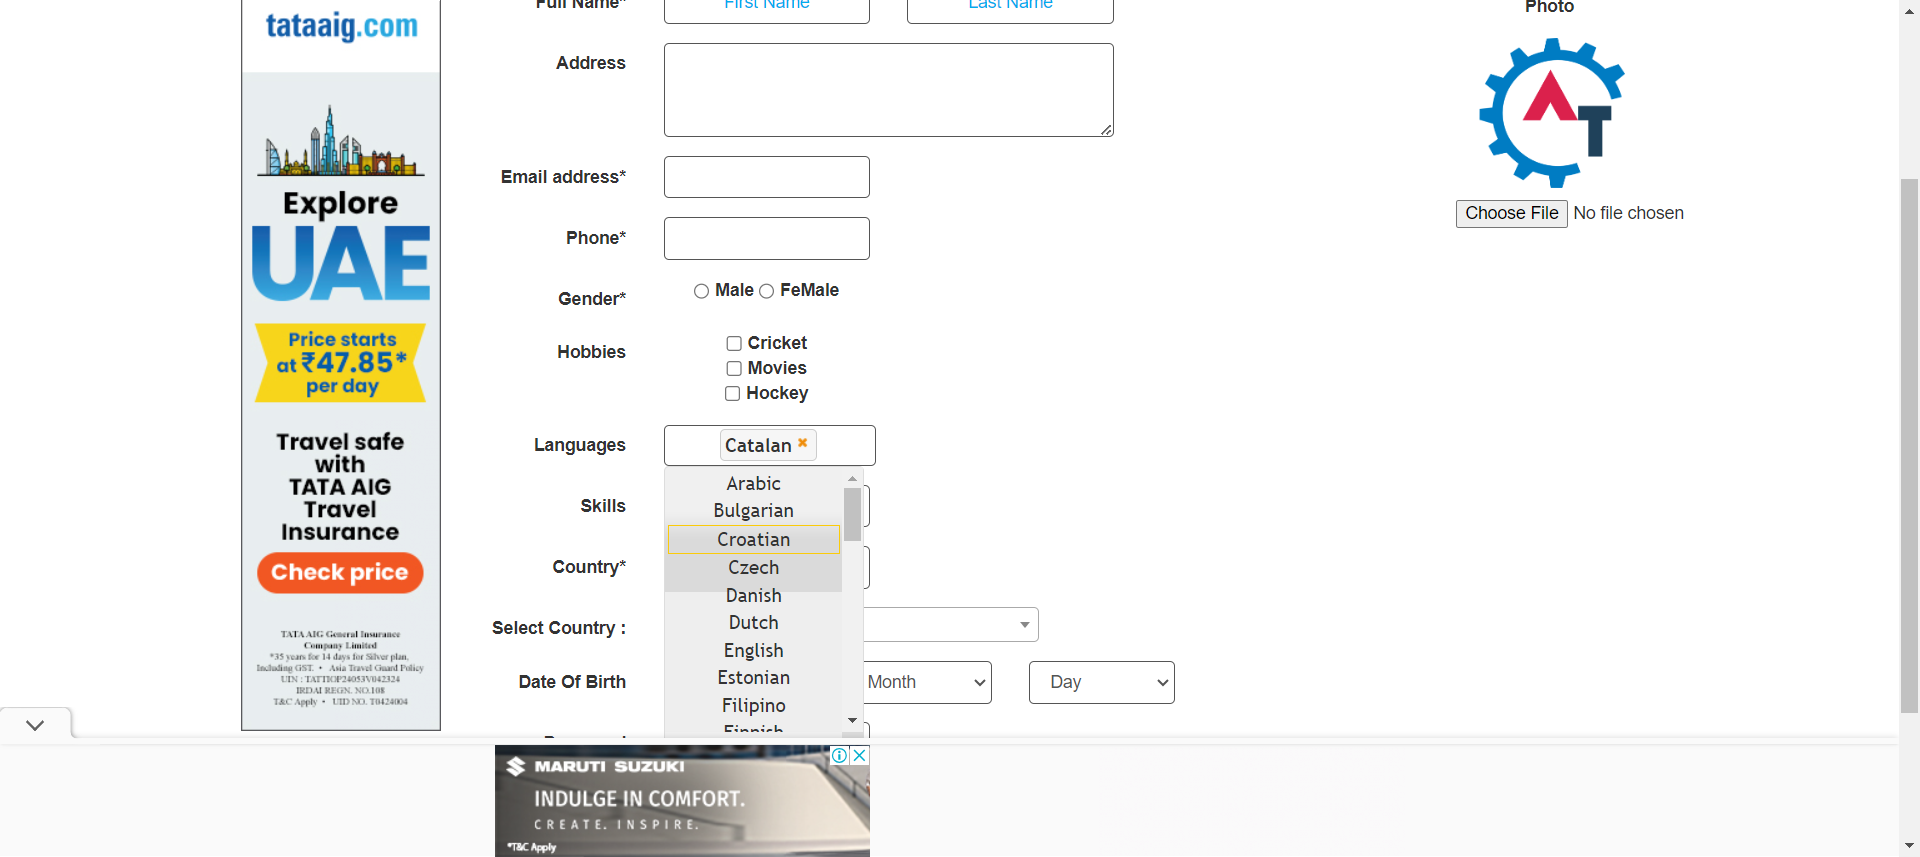 tataaig.com
Explore
UAE
Price starts
at ₹47.85*
per day
Travel safe
with
TATA AIG
Travel
Insurance
Check price
TATA AIG General Insurance
Company Limited
*35 years for 14 days for Silver plan,
Including GST. • Asia Travel Guard Policy
UIN : TATTIOP24053V042324
IRDAI REGN. NO.108
T&C Apply • UID NO. T0424004
Full Name*
First Name
Last Name
Address
Email address*
Phone*
Gender*
Male
FeMale
Hobbies
Cricket
Movies
Hockey
Languages
Catalan
Arabic
Bulgarian
Croatian
Czech
Danish
Dutch
English
Estonian
Filipino
Finnish
Skills
Country*
Select Country :
Date Of Birth
Month
Day
Photo
AT
Choose File No file chosen
MARUTI SUZUKI
INDULGE IN COMFORT.
CREATE. INSPIRE.
*T&C Apply